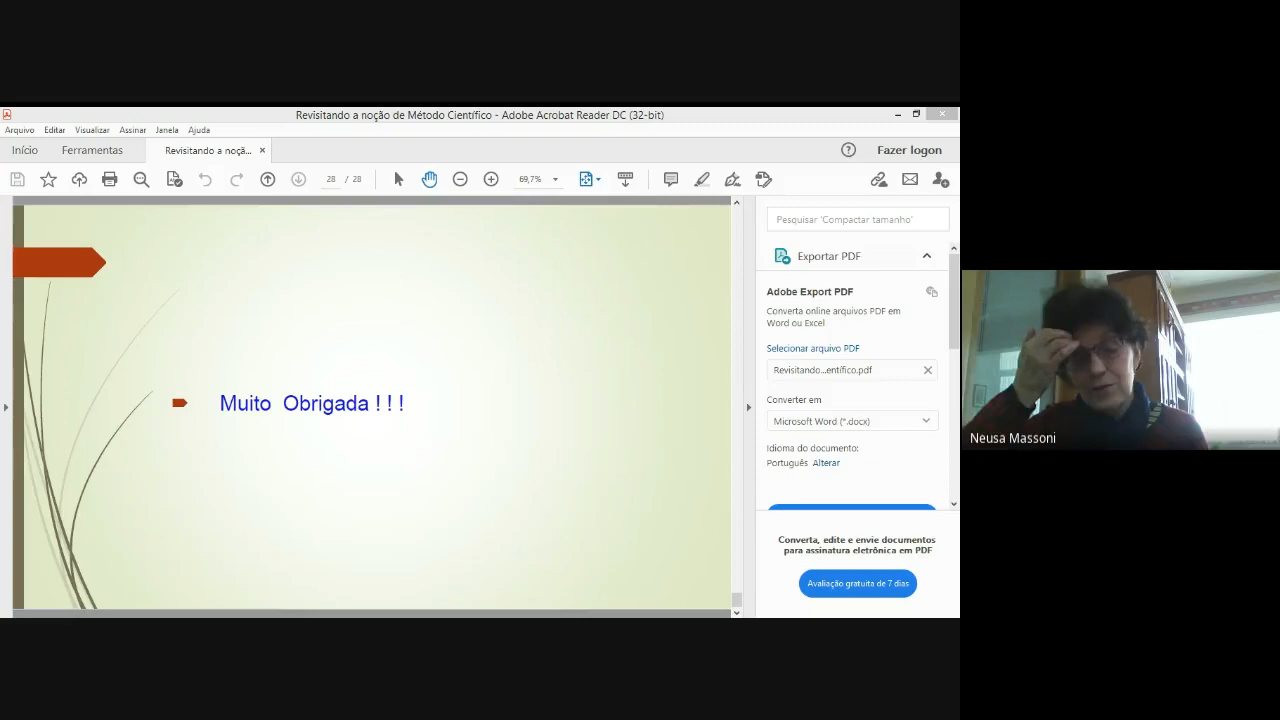 Revisitando a noção de Método Científico - Adobe Acrobat Reader DC (32-bit)
Arquivo Editar Visualizar Assinar Janela Ajuda
Início Ferramentas Revisitando a noçã... × Fazer logon
28 / 28 69,7%
Pesquisar 'Compactar tamanho'
Exportar PDF
Adobe Export PDF
Converta online arquivos PDF em
Word ou Excel
Selecionar arquivo PDF
Revisitando...entífico.pdf
Converter em
Microsoft Word (*.docx)
Idioma do documento:
Português Alterar
Converta, edite e envie documentos
para assinatura eletrônica em PDF
Avaliação gratuita de 7 dias
Muito Obrigada ! ! !
Neusa Massoni